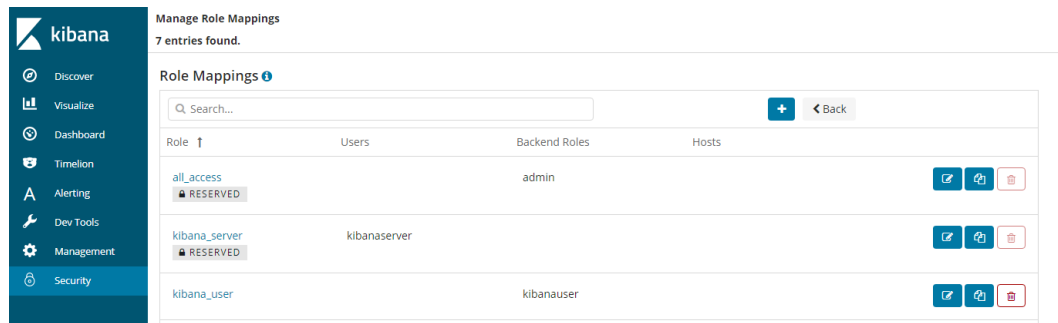 kibana
Discover
Visualize
Dashboard
Timelion
Alerting
Dev Tools
Management
Security
Manage Role Mappings
7 entries found.
Role Mappings
Search...
Back
Role Users Backend Roles Hosts
all_access admin
RESERVED
kibana_server kibanaserver
RESERVED
kibana_user kibanauser